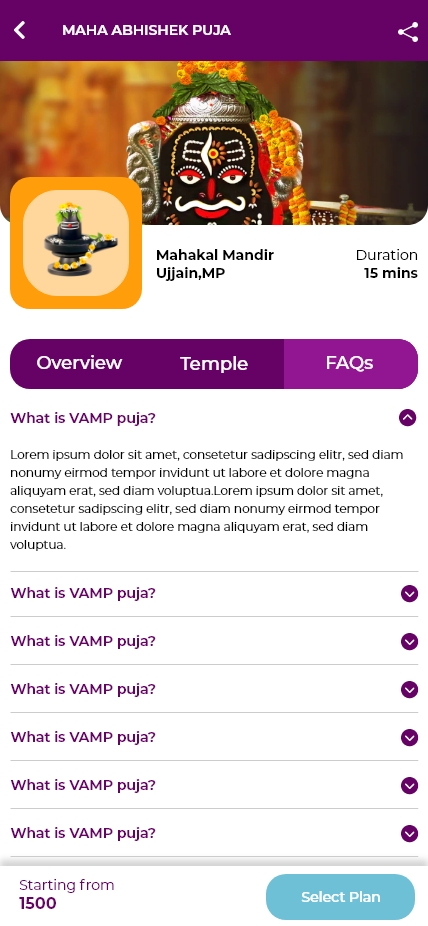 MAHA ABHISHEK PUJA
Mahakal Mandir
Ujjain,MP
Duration
15 mins
Overview
Temple
FAQs
What is VAMP puja?
Lorem ipsum dolor sit amet, consetetur sadipscing elitr, sed diam
nonumy eirmod tempor invidunt ut labore et dolore magna
aliquyam erat, sed diam voluptua.Lorem ipsum dolor sit amet,
consetetur sadipscing elitr, sed diam nonumy eirmod tempor
invidunt ut labore et dolore magna aliquyam erat, sed diam
voluptua.
What is VAMP puja?
What is VAMP puja?
What is VAMP puja?
What is VAMP puja?
What is VAMP puja?
What is VAMP puja?
Starting from
1500
Select Plan